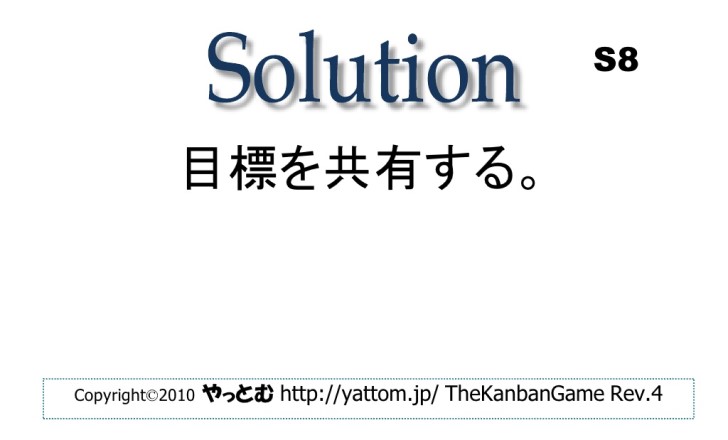 Solution S8
目標を共有する。
Copyright©2010 やっとむ http://yattom.jp/ TheKanbanGame Rev.4